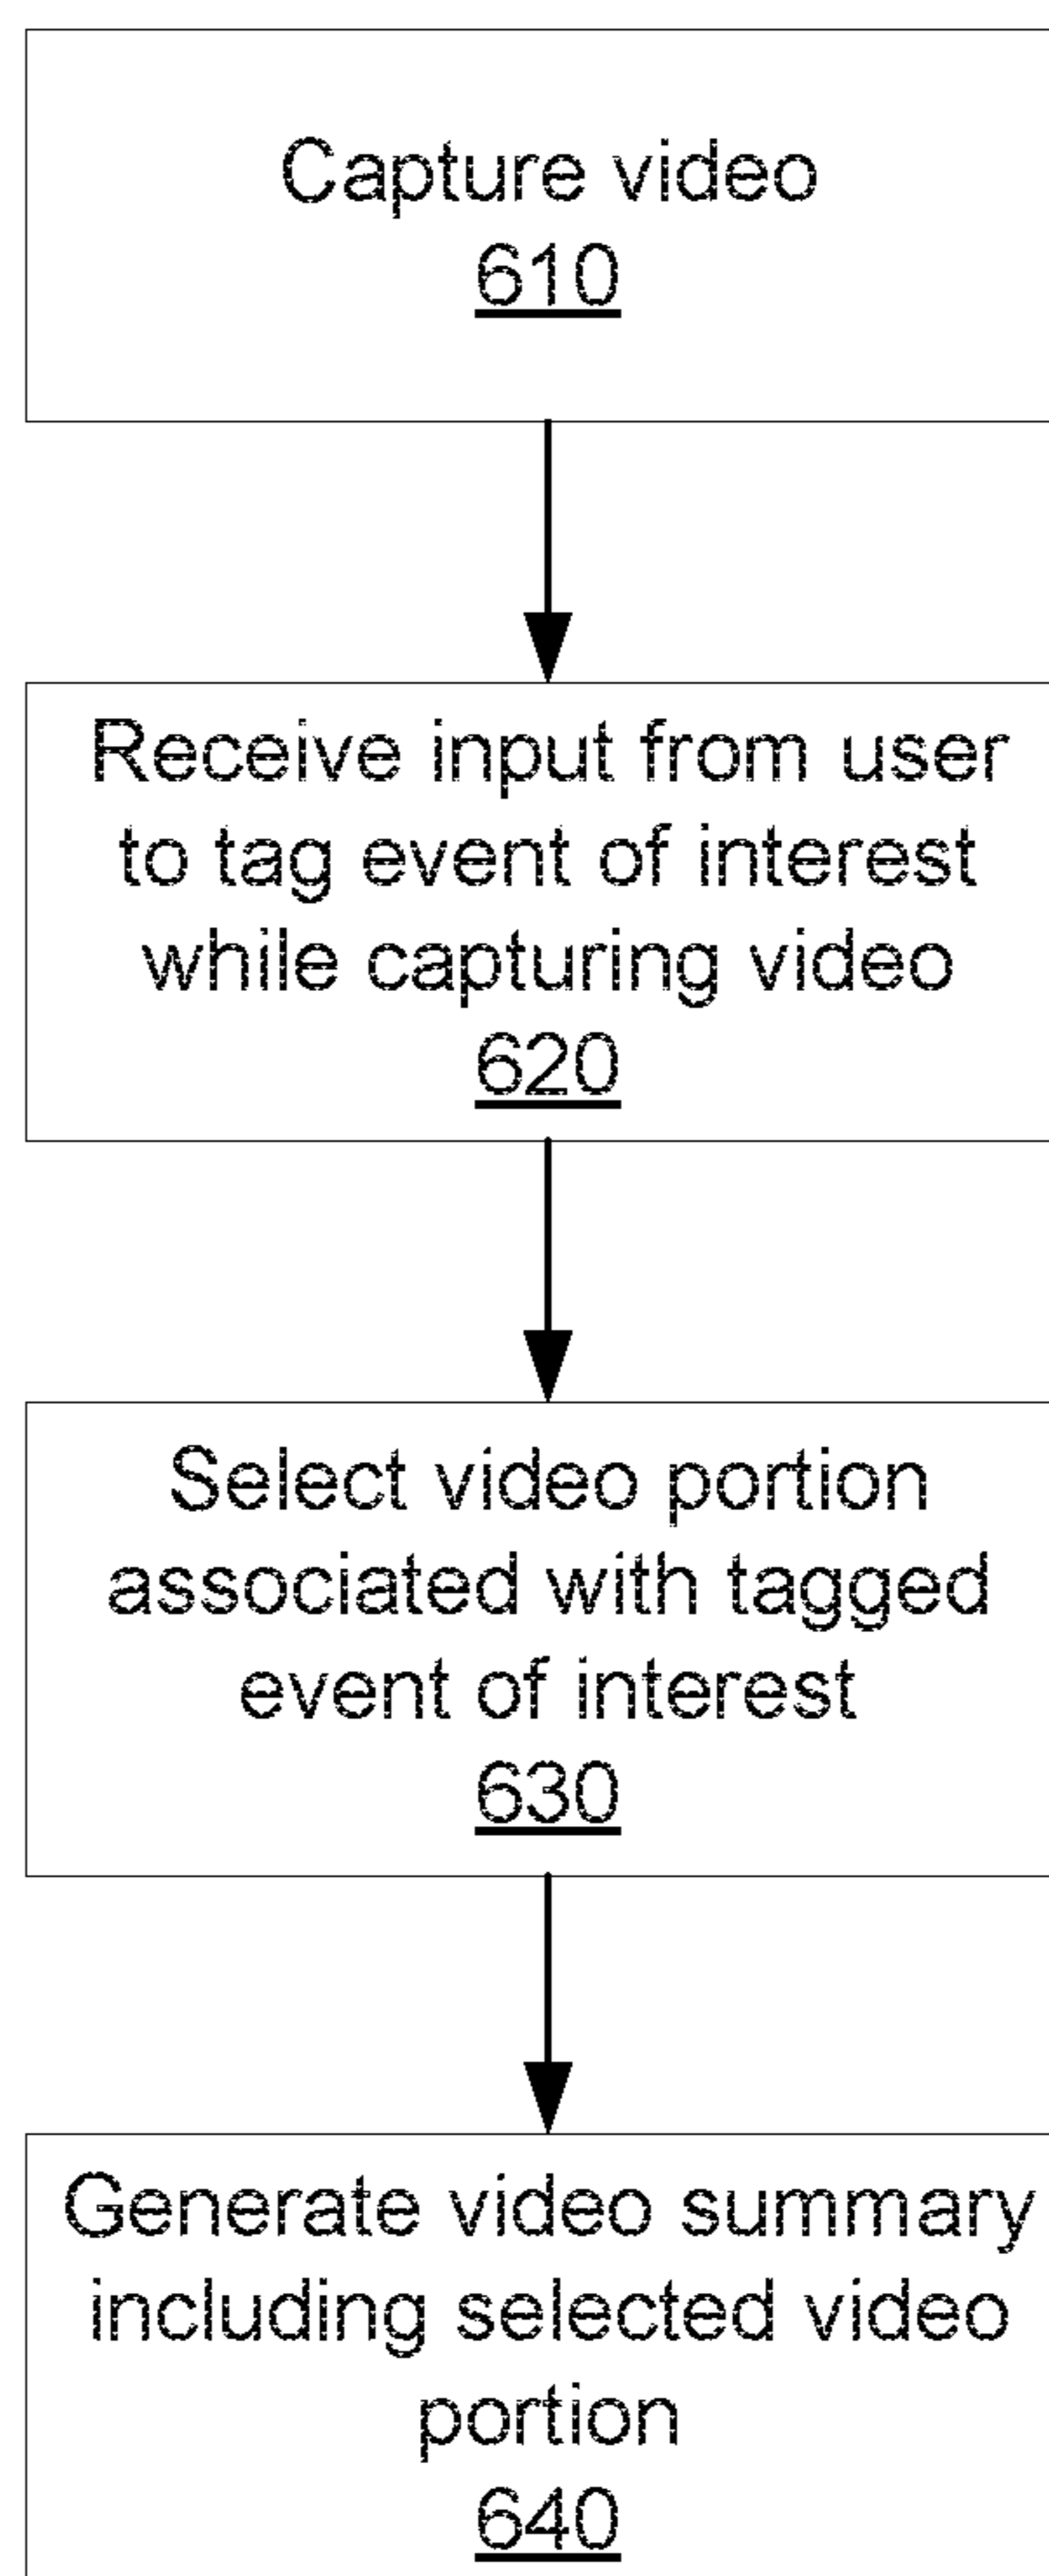 Capture video
610
Receive input from user
to tag event of interest
while capturing video
620
Select video portion
associated with tagged
event of interest
630
Generate video summary
including selected video
portion
640